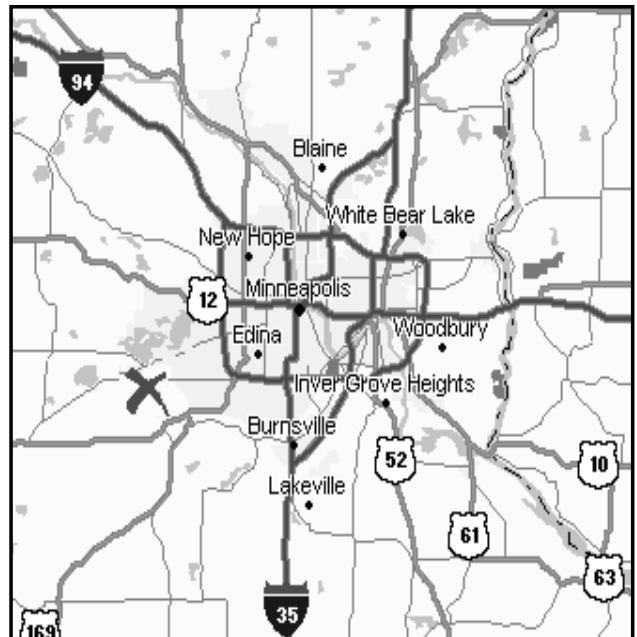 94
Blaine
White Bear Lake
New Hope
12
Minneapolis
Edina
Woodbury
Inver Grove Heights
Burnsville
52
10
Lakeville
61
63
35
169